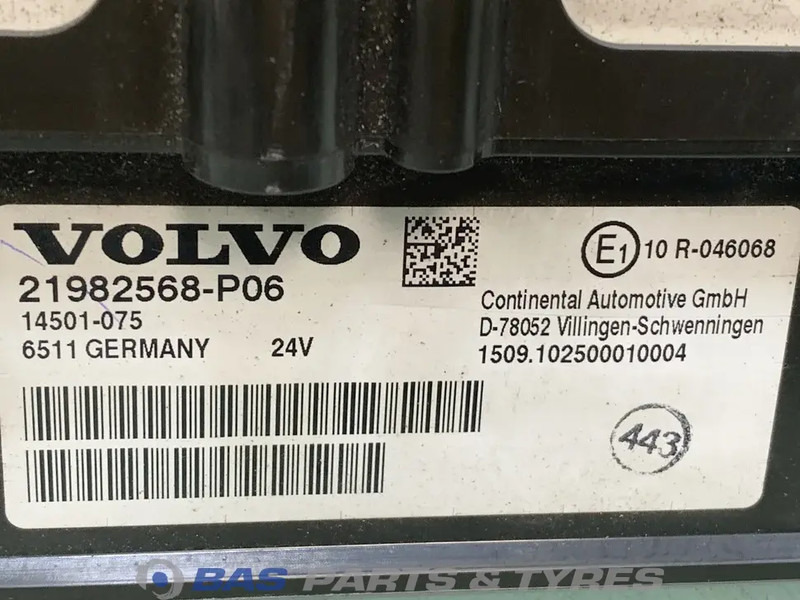 VOLVO
21982568-P06
14501-075
6511 GERMANY 24V
E1 10 R-046068
Continental Automotive GmbH
D-78052 Villingen-Schwenningen
1509.102500010004
443
BAS PARTS & TYRES